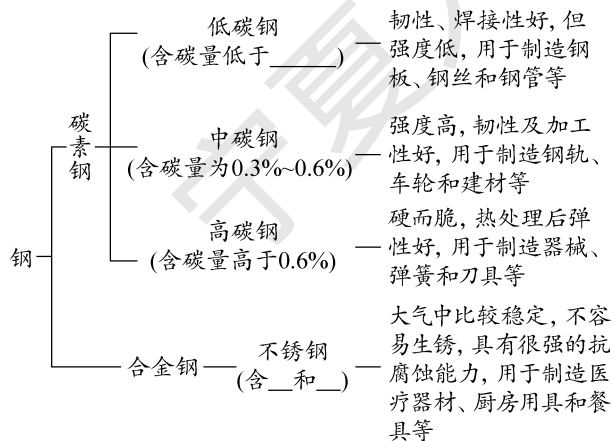 低碳钢
(含碳量低于______)
韧性、焊接性好, 但
强度低, 用于制造钢
板、钢丝和钢管等
碳素钢
中碳钢
(含碳量为0.3%~0.6%)
强度高, 韧性及加工
性好, 用于制造钢轨、
车轮和建材等
高碳钢
(含碳量高于0.6%)
硬而脆, 热处理后弹
性好, 用于制造器械、
弹簧和刀具等
钢
合金钢
不锈钢
(含__和__)
大气中比较稳定, 不容
易生锈, 具有很强的抗
腐蚀能力, 用于制造医
疗器材、厨房用具和餐
具等
宁夏